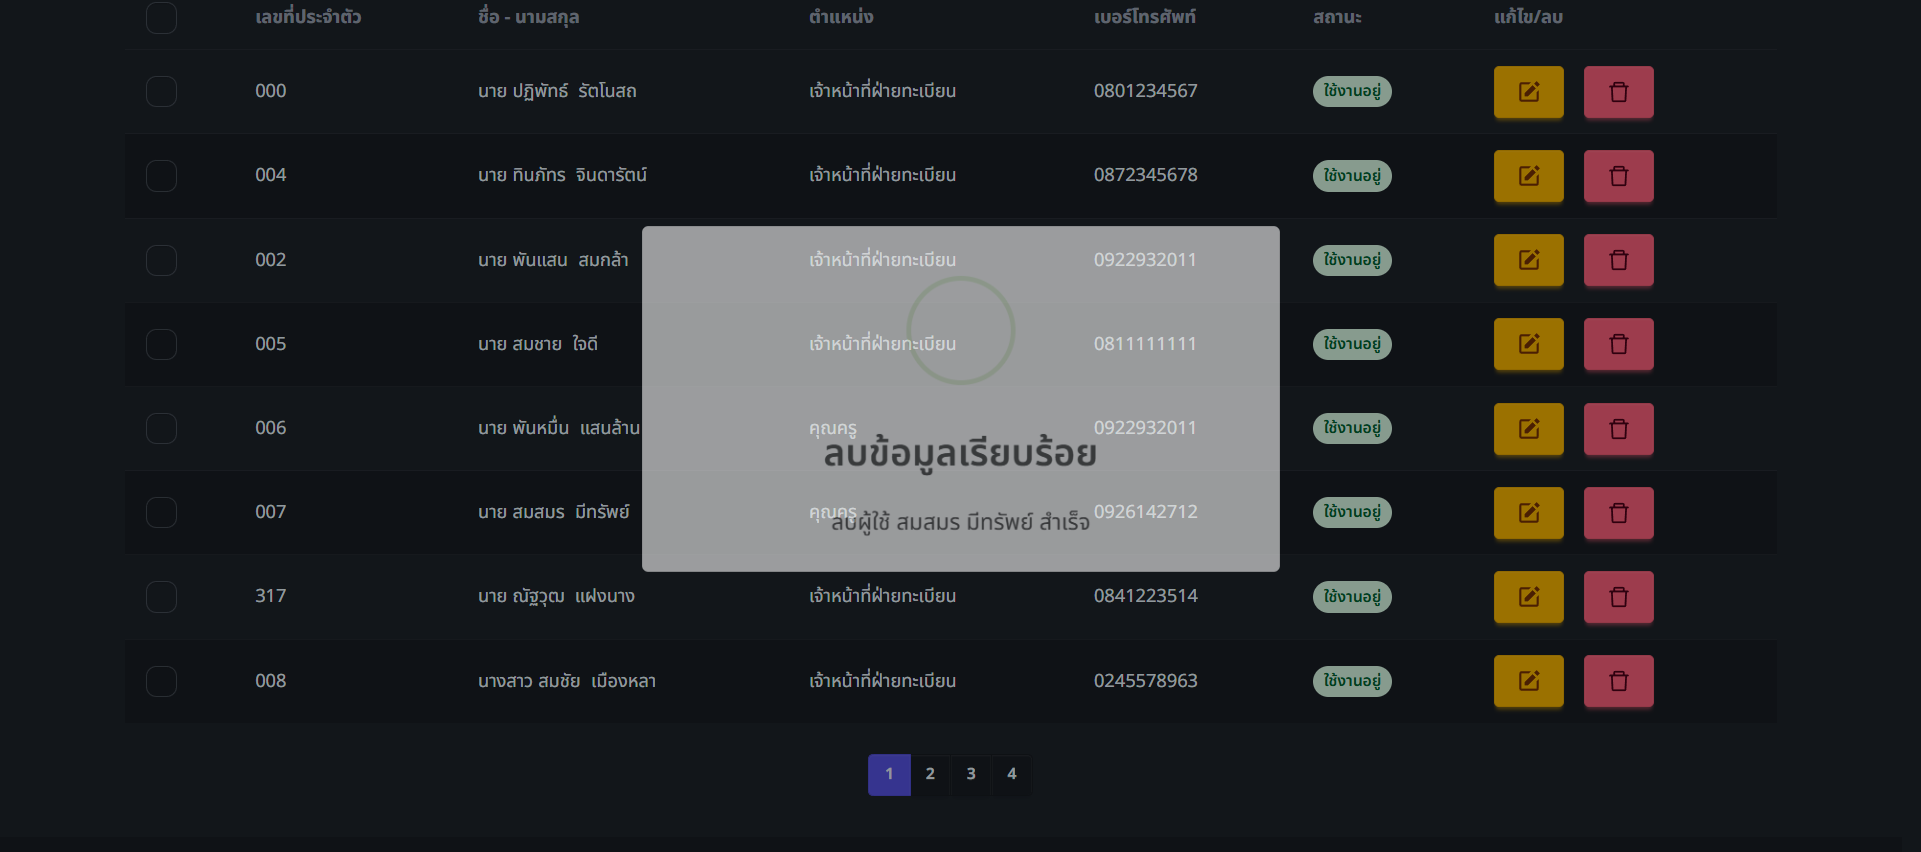 เลขที่ประจำตัว ชื่อ - นามสกุล ตำแหน่ง เบอร์โทรศัพท์ สถานะ แก้ไข/ลบ
000 นาย ปฏิพัทธ์ รัตโนสถ เจ้าหน้าที่ฝ่ายทะเบียน 0801234567 ใช้งานอยู่
004 นาย ทินภัทร จินดารัตน์ เจ้าหน้าที่ฝ่ายทะเบียน 0872345678 ใช้งานอยู่
002 นาย พันแสน สมกล้า เจ้าหน้าที่ฝ่ายทะเบียน 0922932011 ใช้งานอยู่
005 นาย สมชาย ใจดี เจ้าหน้าที่ฝ่ายทะเบียน 0811111111 ใช้งานอยู่
006 นาย พันหมื่น แสนล้าน คุณครู 0922932011 ใช้งานอยู่
ลบข้อมูลเรียบร้อย
007 นาย สมสมร มีทรัพย์ คุณครู 0926142712 ใช้งานอยู่
ลบผู้ใช้ สมสมร มีทรัพย์ สำเร็จ
317 นาย ณัฐวุฒ แฝงนาง เจ้าหน้าที่ฝ่ายทะเบียน 0841223514 ใช้งานอยู่
008 นางสาว สมชัย เมืองหลา เจ้าหน้าที่ฝ่ายทะเบียน 0245578963 ใช้งานอยู่
1 2 3 4